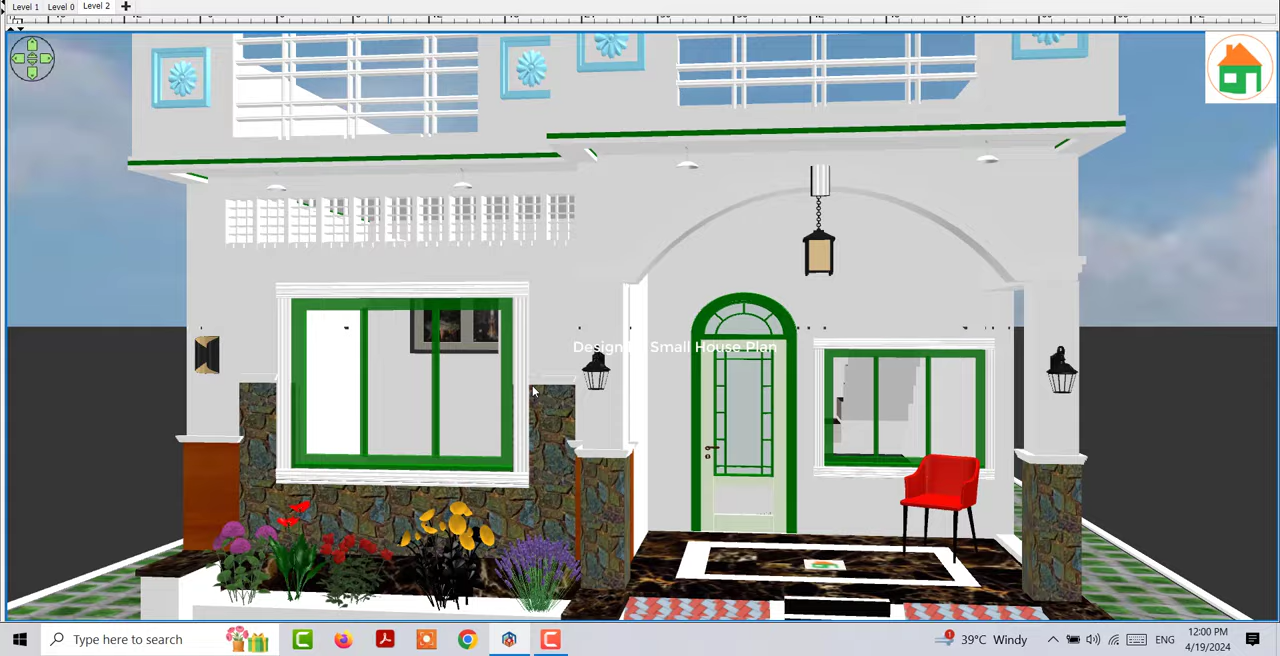 Level 1 Level 0 Level 2
Design by Small House Plan
Type here to search
39°C Windy
ENG
12:00 PM
4/19/2024